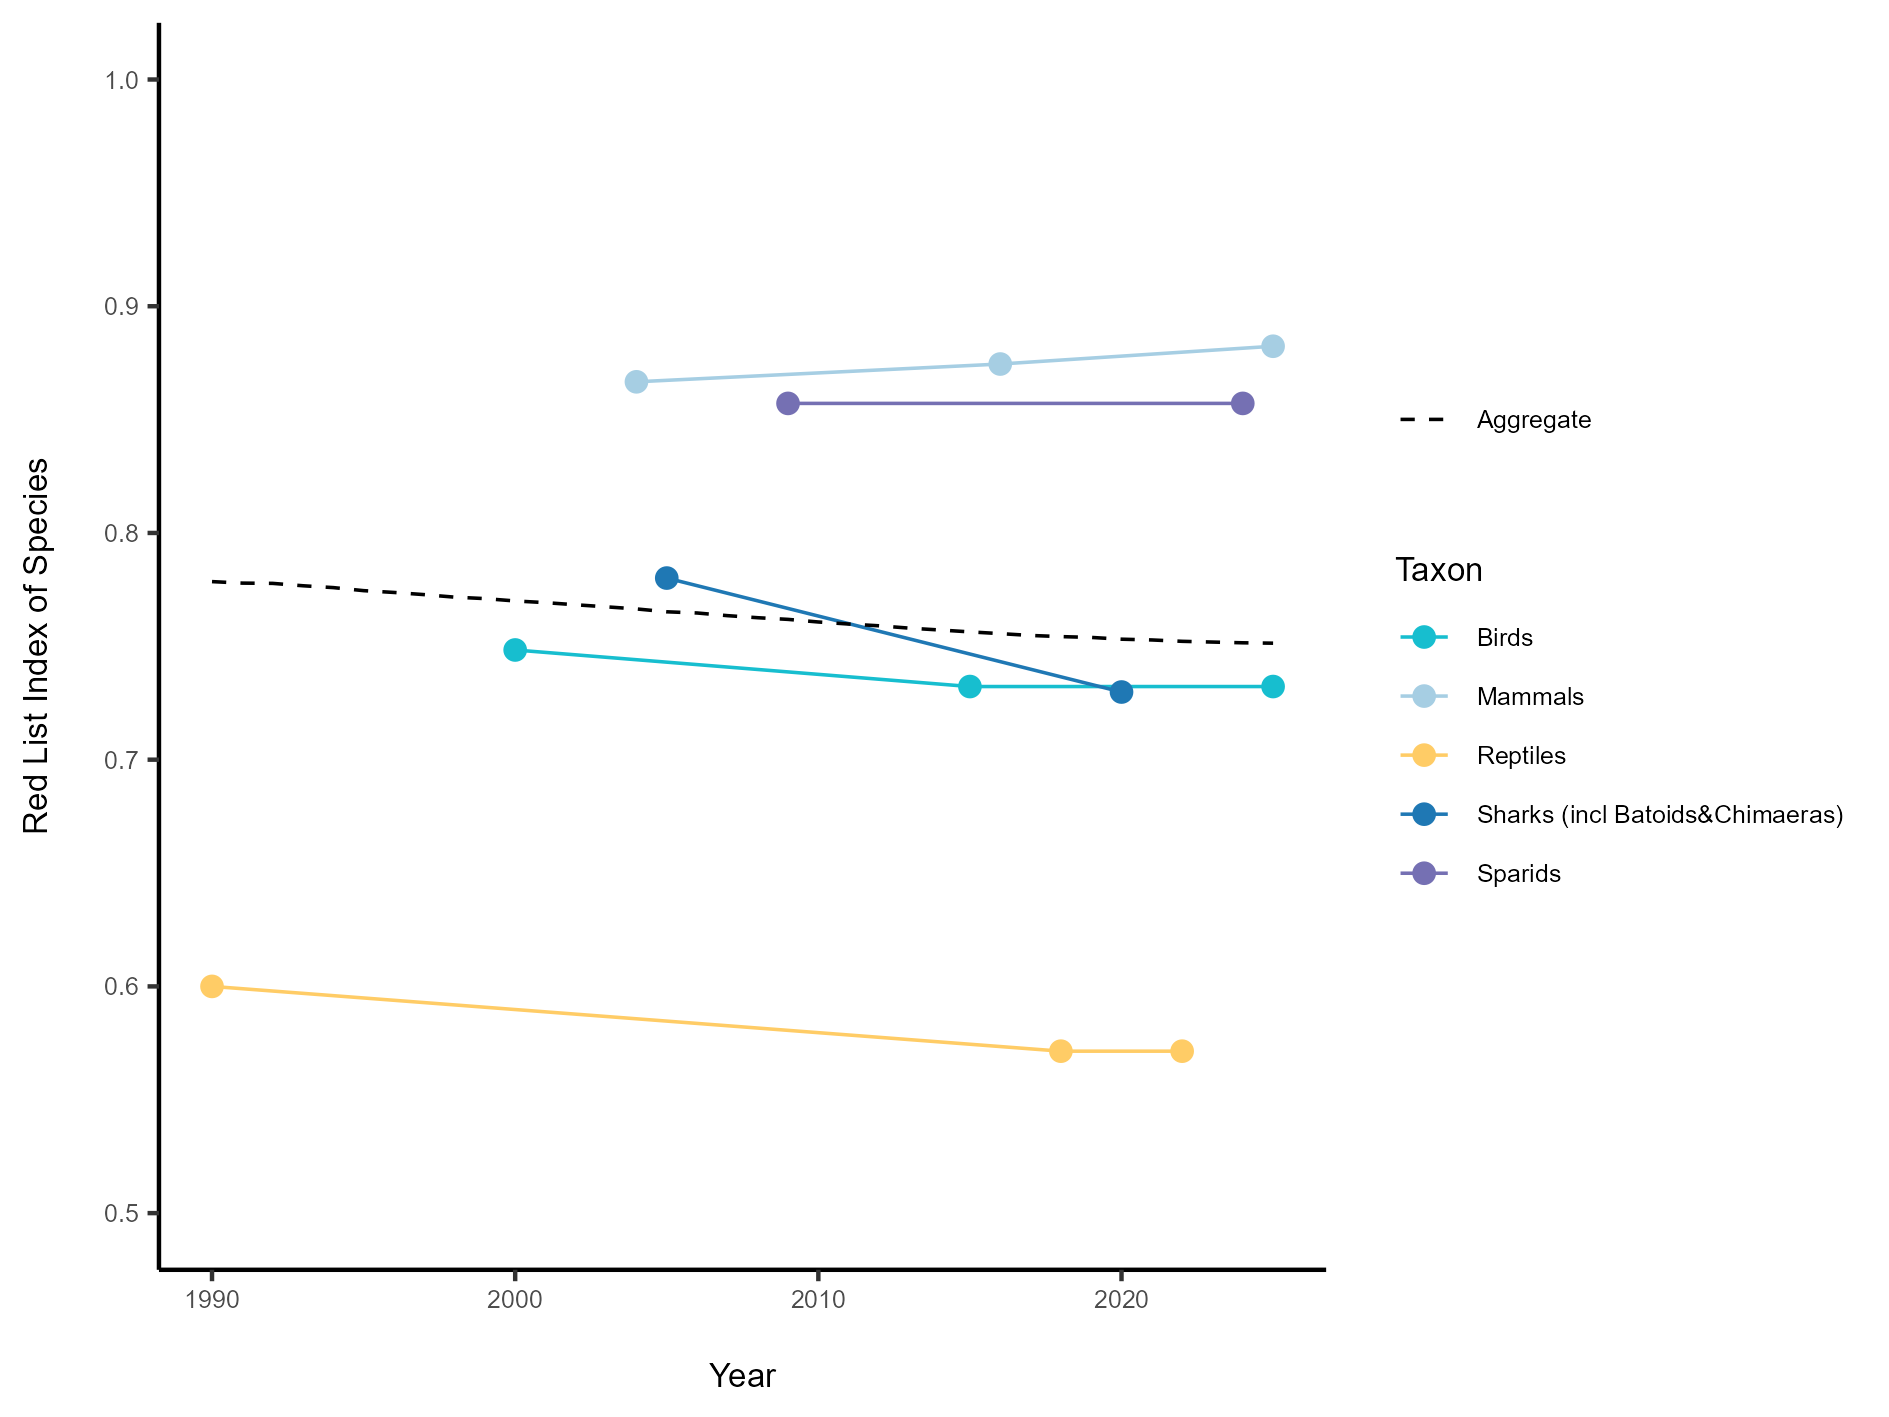 Red List Index of Species
1.0
0.9
0.8
0.7
0.6
0.5
1990
2000
2010
2020
Year
Aggregate
Taxon
Birds
Mammals
Reptiles
Sharks (incl Batoids&Chimaeras)
Sparids